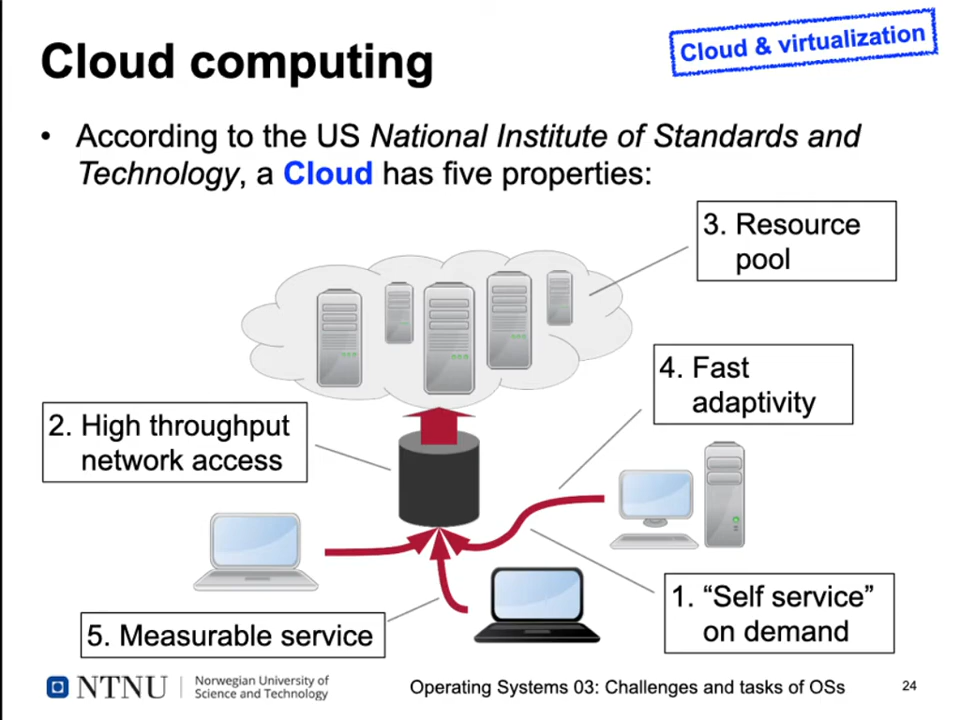 Cloud computing
Cloud & virtualization
• According to the US National Institute of Standards and
Technology, a Cloud has five properties:
3. Resource
pool
4. Fast
adaptivity
2. High throughput
network access
1. “Self service”
on demand
5. Measurable service
NTNU
Norwegian University of
Science and Technology
Operating Systems 03: Challenges and tasks of OSs
24